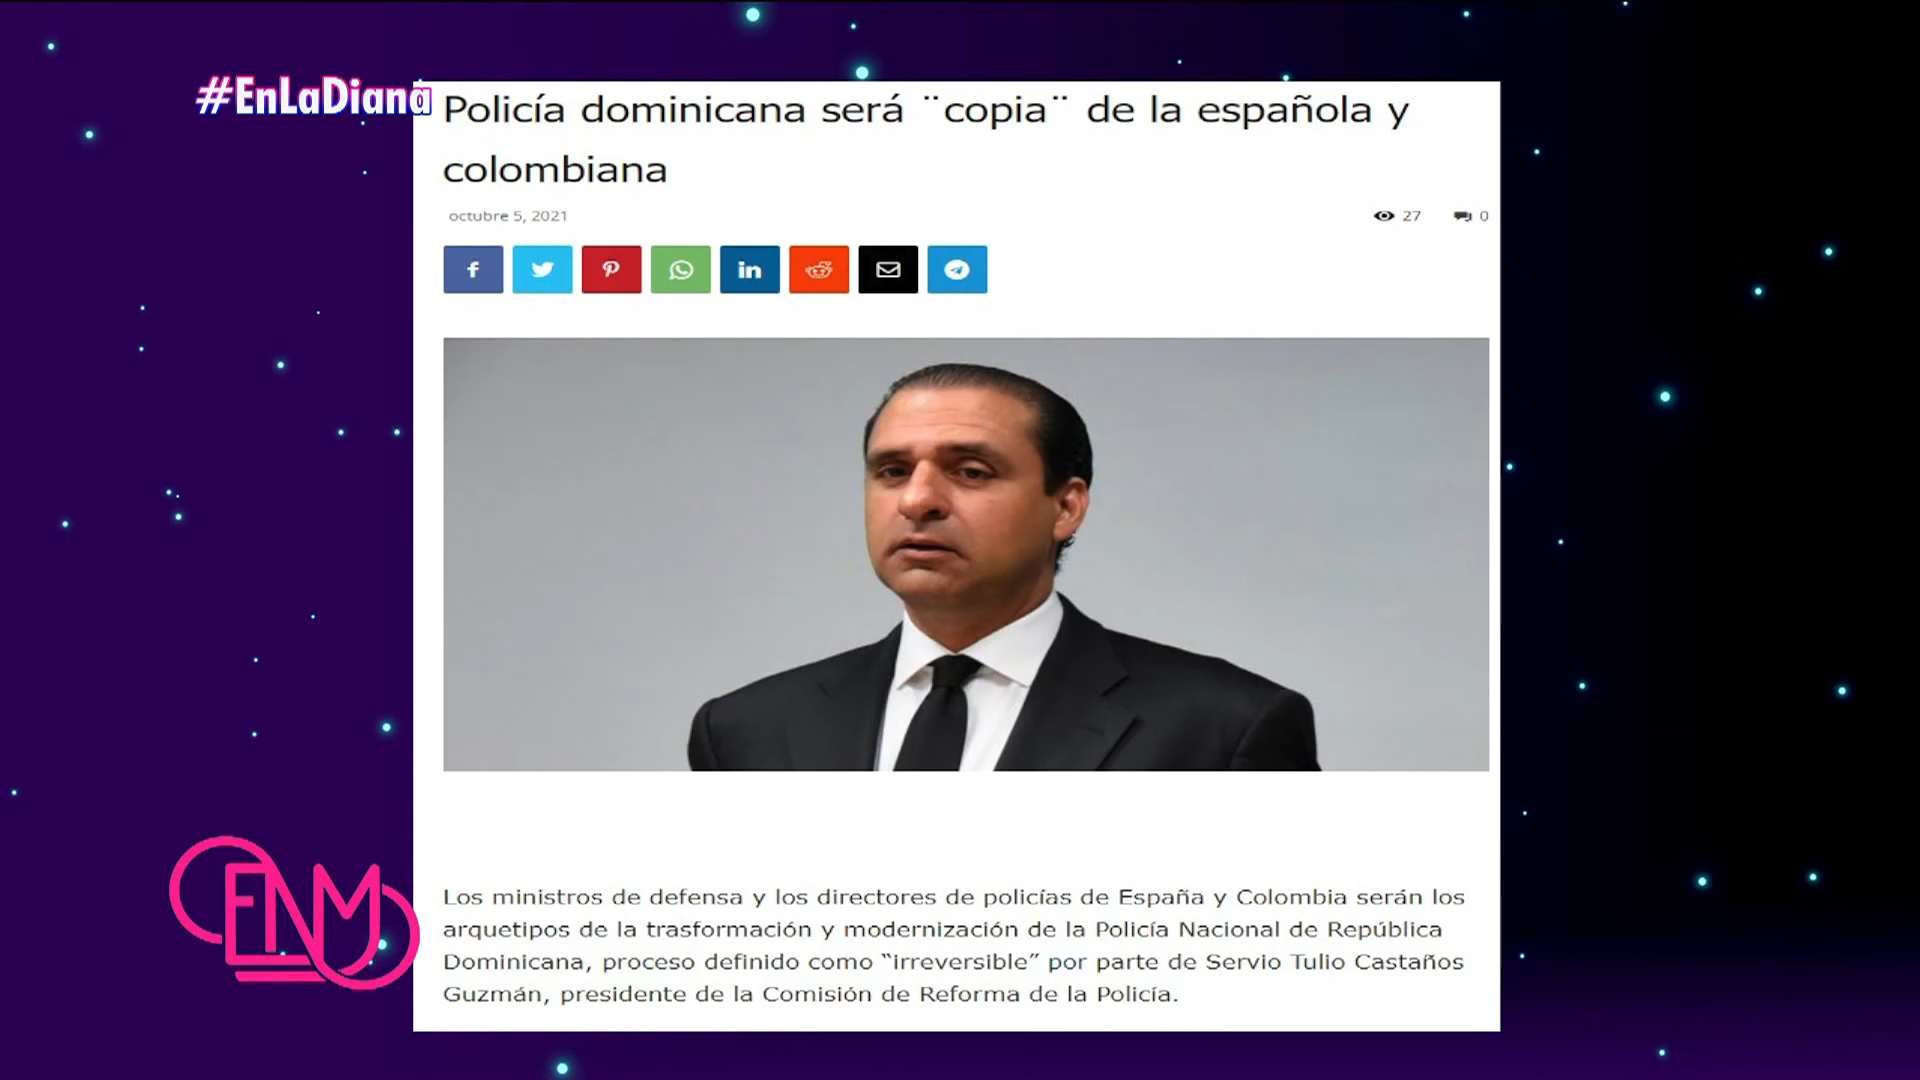 #EnLaDiana
Policía dominicana será ¨copia¨ de la española y
colombiana
octubre 5, 2021
27
0
Los ministros de defensa y los directores de policías de España y Colombia serán los
arquetipos de la trasformación y modernización de la Policía Nacional de República
Dominicana, proceso definido como “irreversible” por parte de Servio Tulio Castaños
Guzmán, presidente de la Comisión de Reforma de la Policía.
ENM